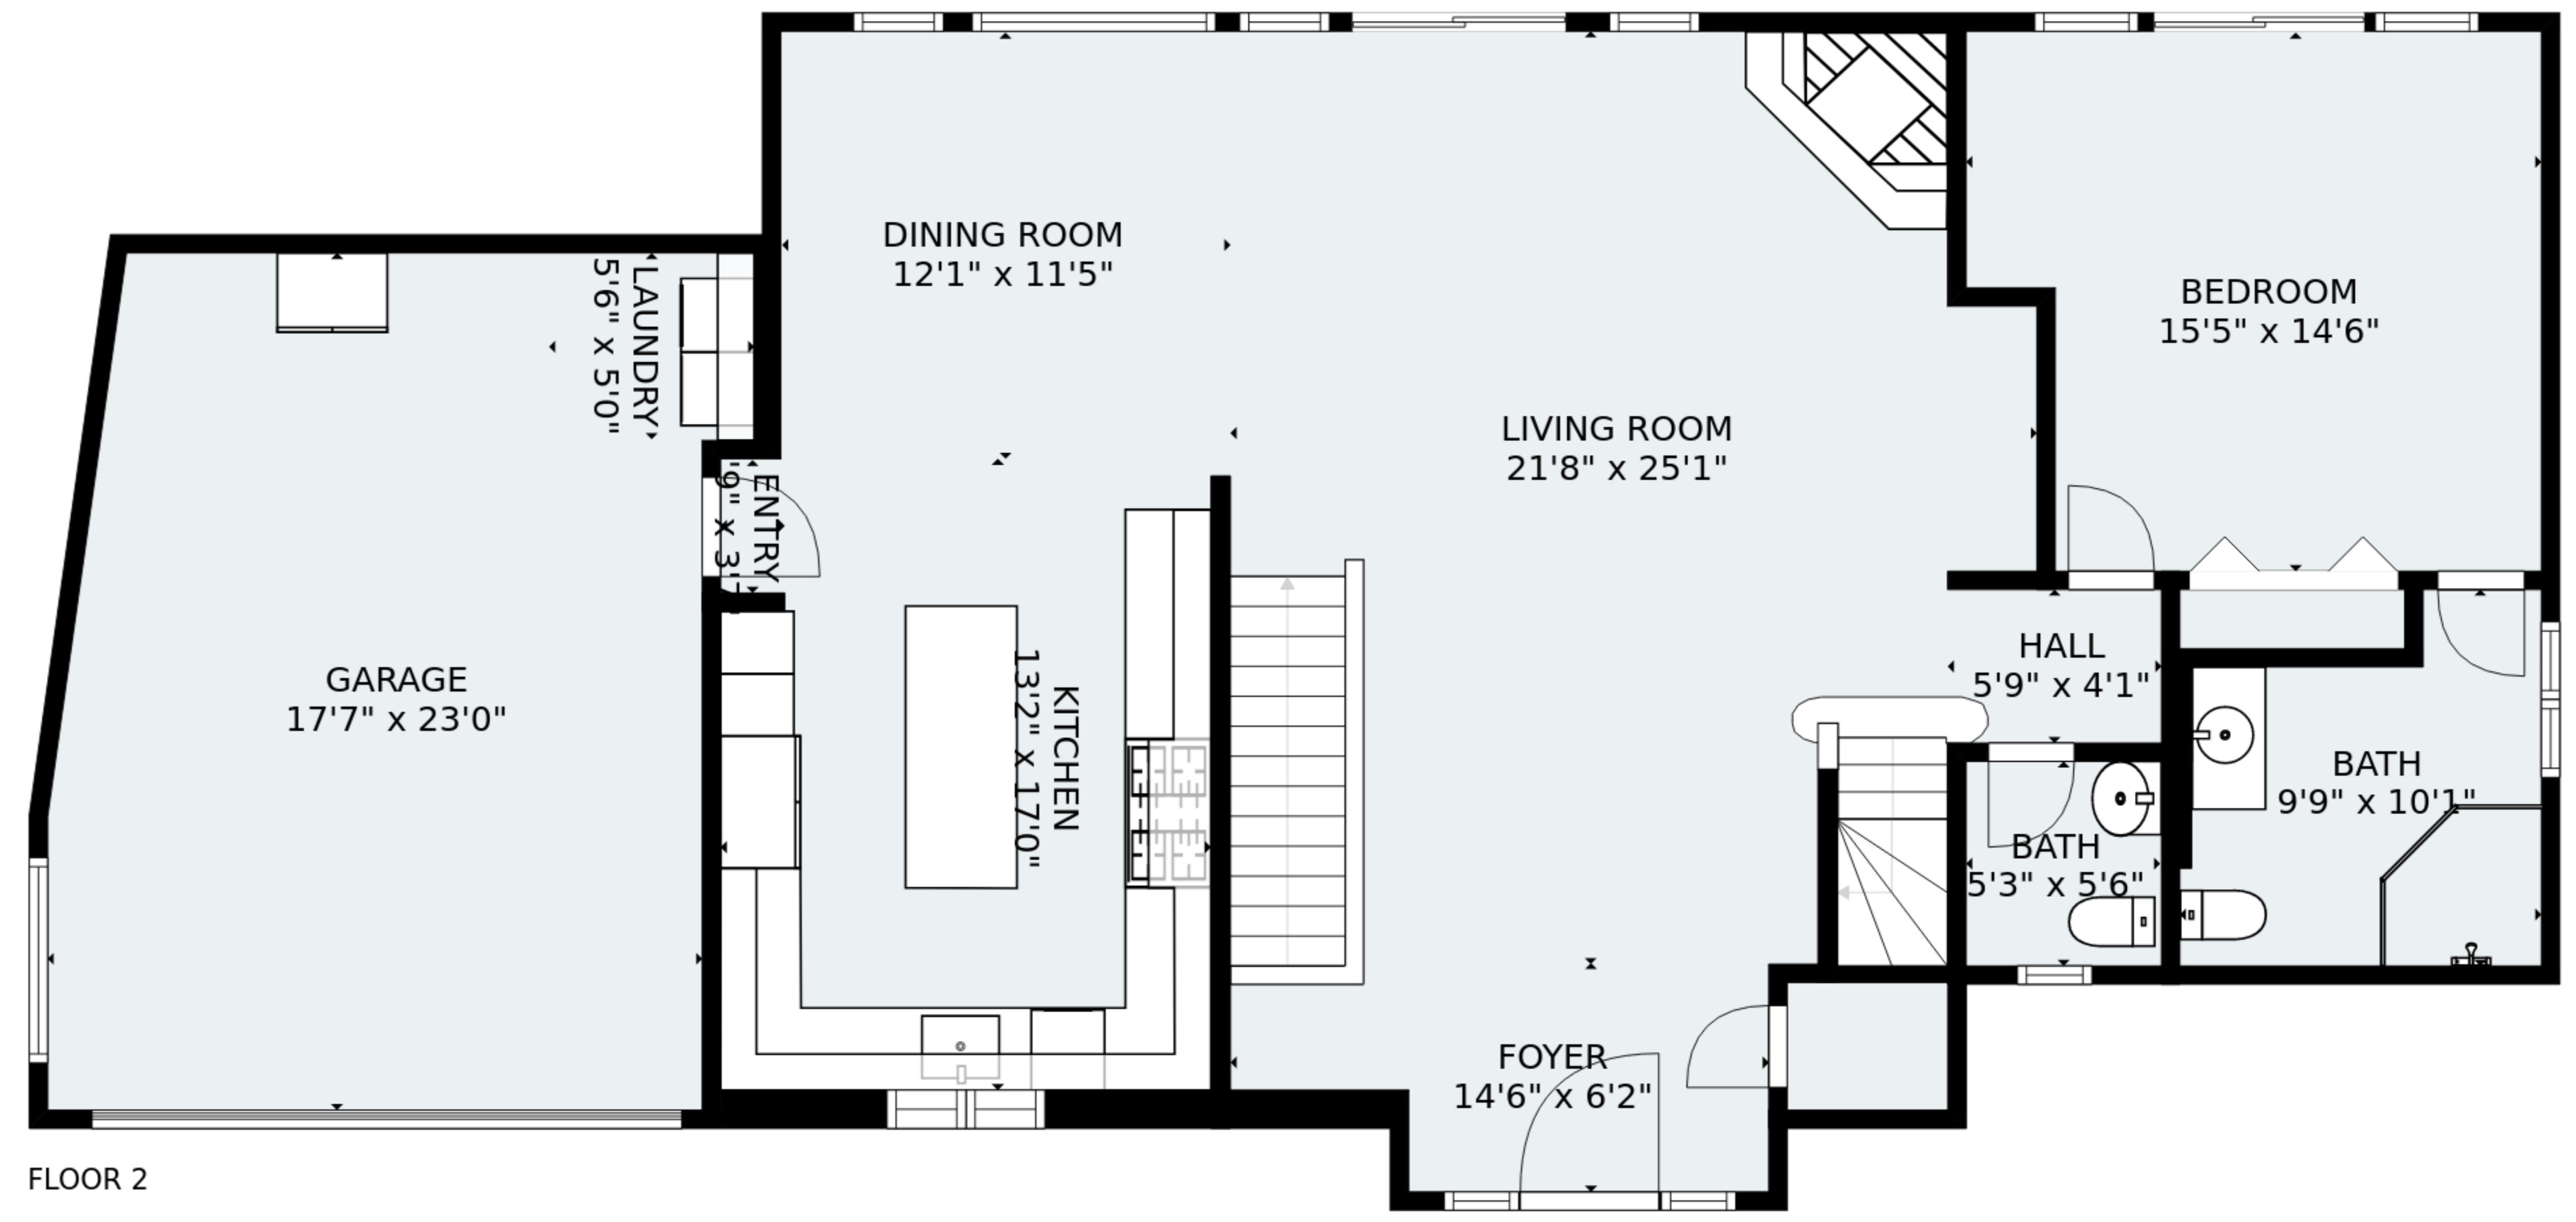 DINING ROOM
12'1" x 11'5"
LAUNDRY
5'6" x 5'0"
BEDROOM
15'5" x 14'6"
LIVING ROOM
21'8" x 25'1"
ENTRY
GARAGE
17'7" x 23'0"
KITCHEN
13'2" x 17'0"
HALL
5'9" x 4'1"
BATH
9'9" x 10'1"
BATH
5'3" x 5'6"
FOYER
14'6" x 6'2"
FLOOR 2